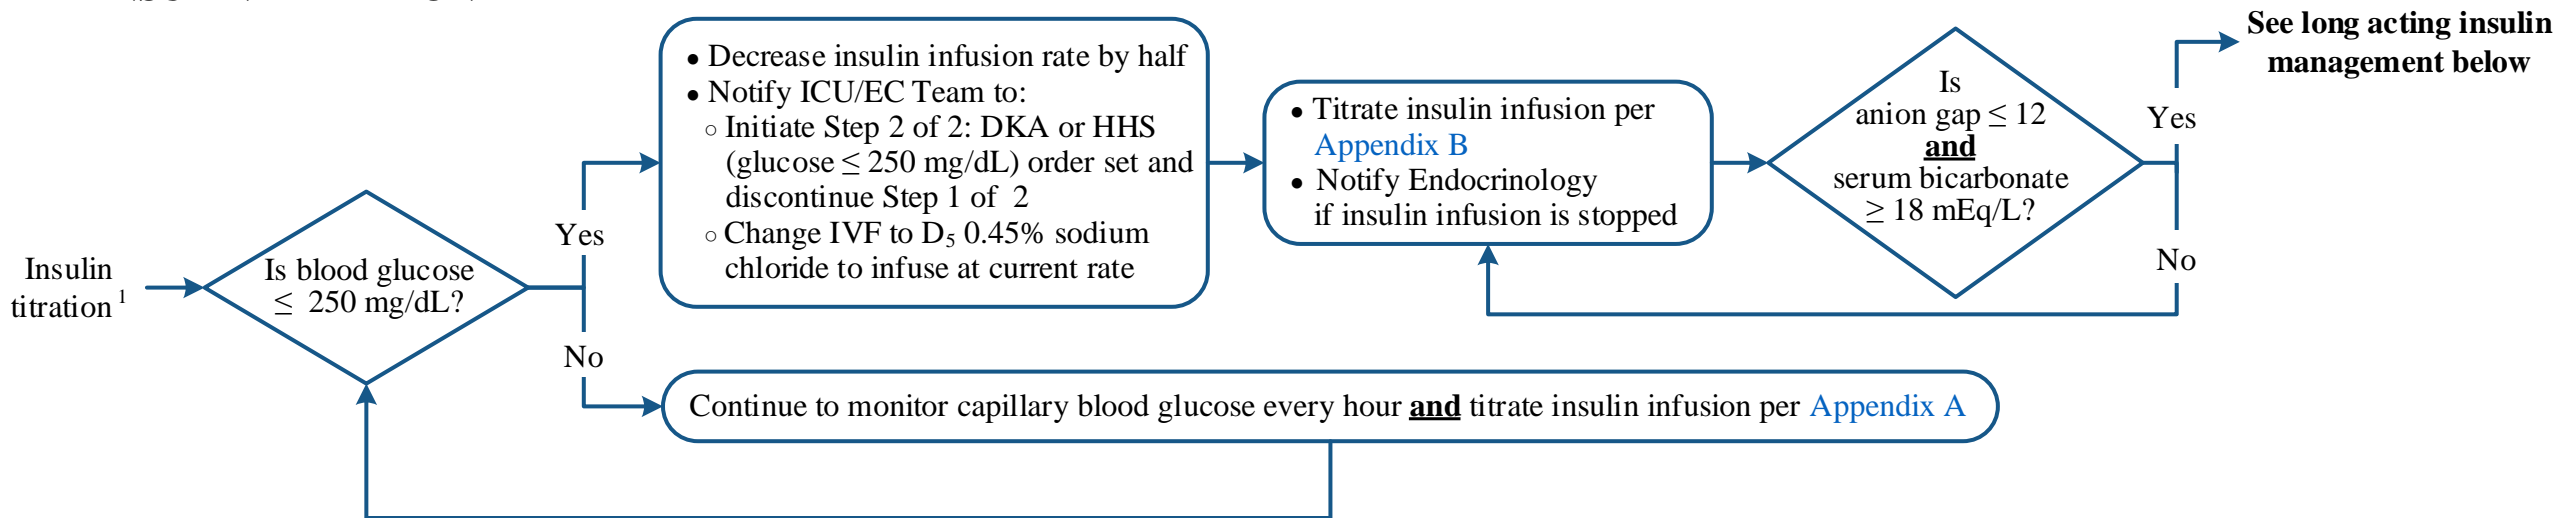 Insulin
titration 1
Is blood glucose
≤ 250 mg/dL?
Yes
No
• Decrease insulin infusion rate by half
• Notify ICU/EC Team to:
○ Initiate Step 2 of 2: DKA or HHS
(glucose ≤ 250 mg/dL) order set and
discontinue Step 1 of 2
○ Change IVF to D5 0.45% sodium
chloride to infuse at current rate
• Titrate insulin infusion per
Appendix B
• Notify Endocrinology
if insulin infusion is stopped
Is
anion gap ≤ 12
and
serum bicarbonate
≥ 18 mEq/L?
Yes
No
See long acting insulin
management below
Continue to monitor capillary blood glucose every hour and titrate insulin infusion per Appendix A